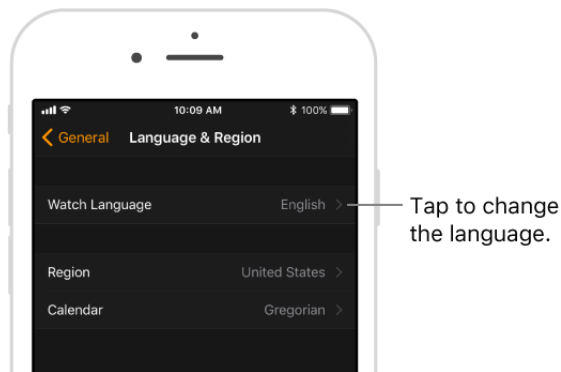 10:09 AM 100%
General Language & Region
Watch Language English
Tap to change
the language.
Region United States
Calendar Gregorian